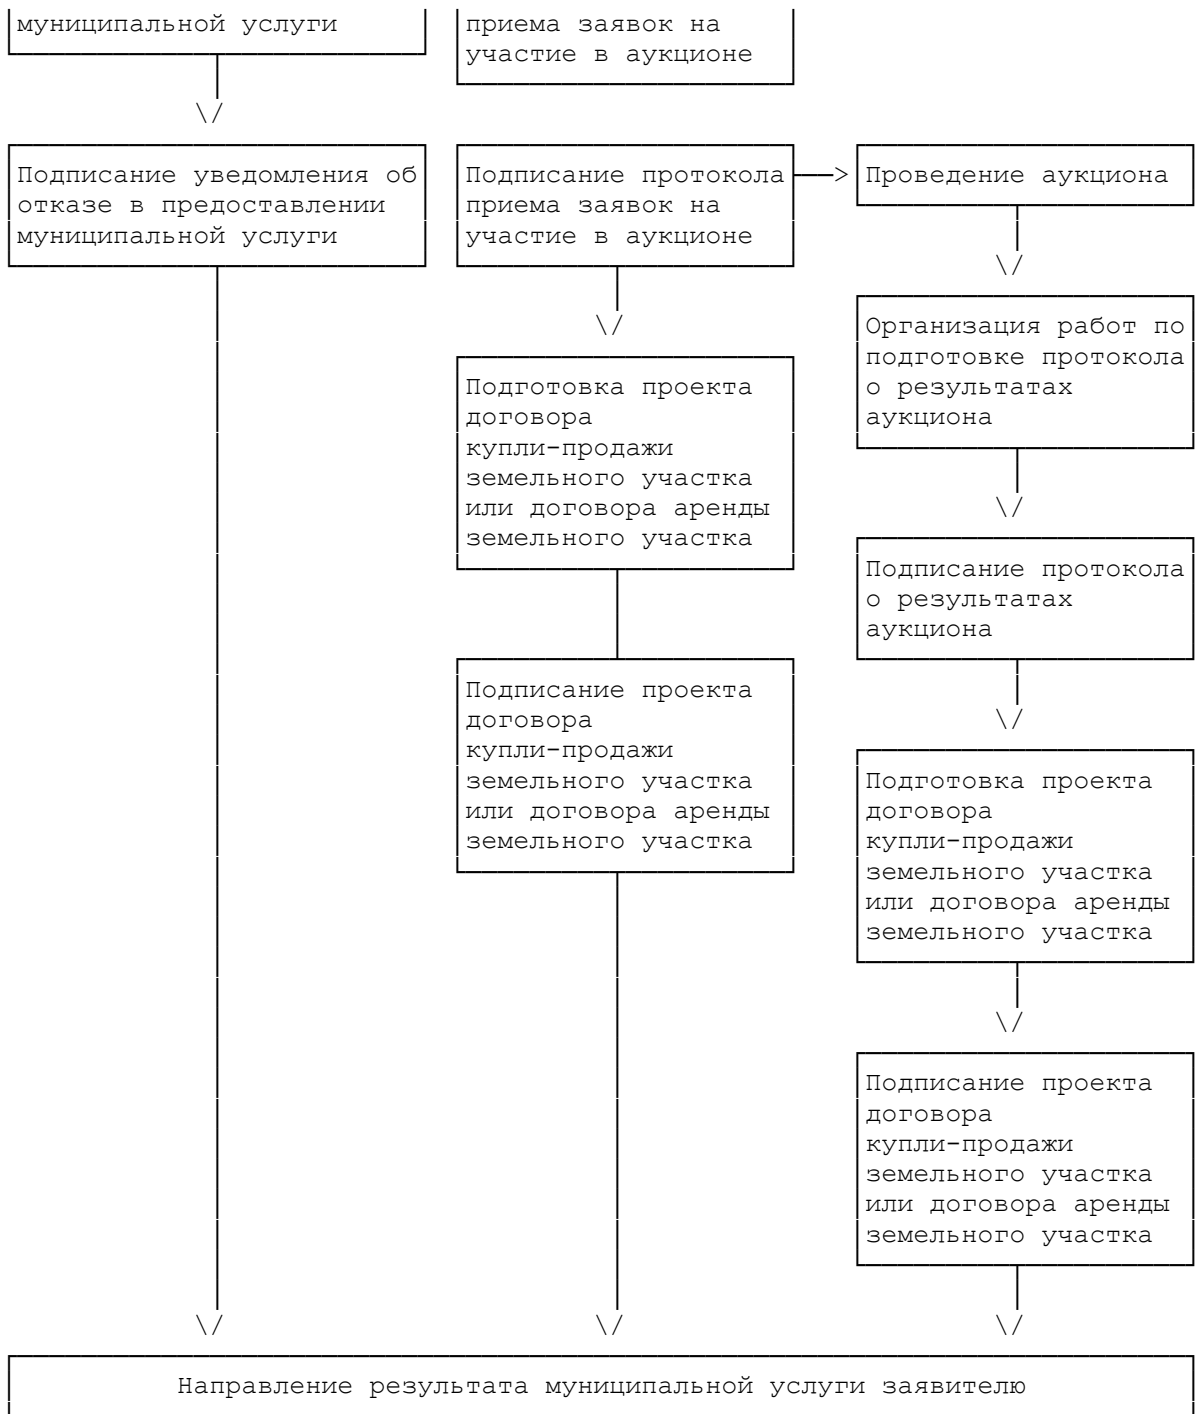 муниципальной услуги
приема заявок на
участие в аукционе
Подписание уведомления об
отказе в предоставлении
муниципальной услуги
Подписание протокола
приема заявок на
участие в аукционе
Проведение аукциона
Организация работ по
подготовке протокола
о результатах
аукциона
Подготовка проекта
договора
купли-продажи
земельного участка
или договора аренды
земельного участка
Подписание протокола
о результатах
аукциона
Подписание проекта
договора
купли-продажи
земельного участка
или договора аренды
земельного участка
Подготовка проекта
договора
купли-продажи
земельного участка
или договора аренды
земельного участка
Подписание проекта
договора
купли-продажи
земельного участка
или договора аренды
земельного участка
Направление результата муниципальной услуги заявителю